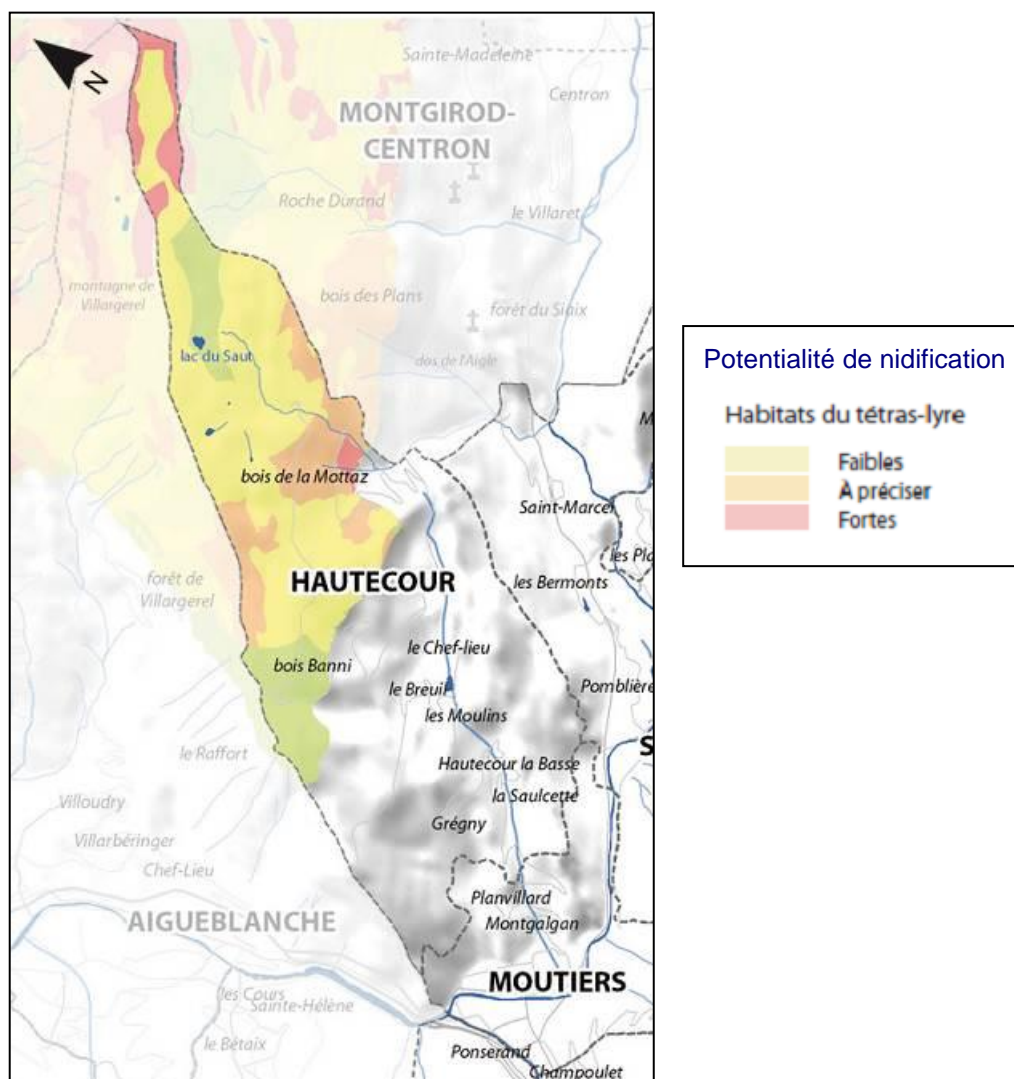 N
Sainte-Madeleine
Centron
MONTGIROD-
CENTRON
Roche Durand
le Villaret
montagne de
Villargerel
bois des Plans
forêt du Siaix
lac du Saut
dos de l'Aigle
bois de la Mottaz
Saint-Marcel
les Pla
forêt de
Villargerel
HAUTECOUR
les Bermonts
le Chef-lieu
bois Banni
le Breuil
Pomblière
les Moulins
le Raffort
Hautecour la Basse
S
la Saulcette
Villoudry
Grégny
Villarbéringer
Chef-Lieu
Planvillard
AIGUEBLANCHE
Montgalgan
MOUTIERS
les Cours
Sainte-Hélène
le Bétaix
Ponserand
Champoulet
M
Potentialité de nidification
Habitats du tétras-lyre
Faibles
À préciser
Fortes